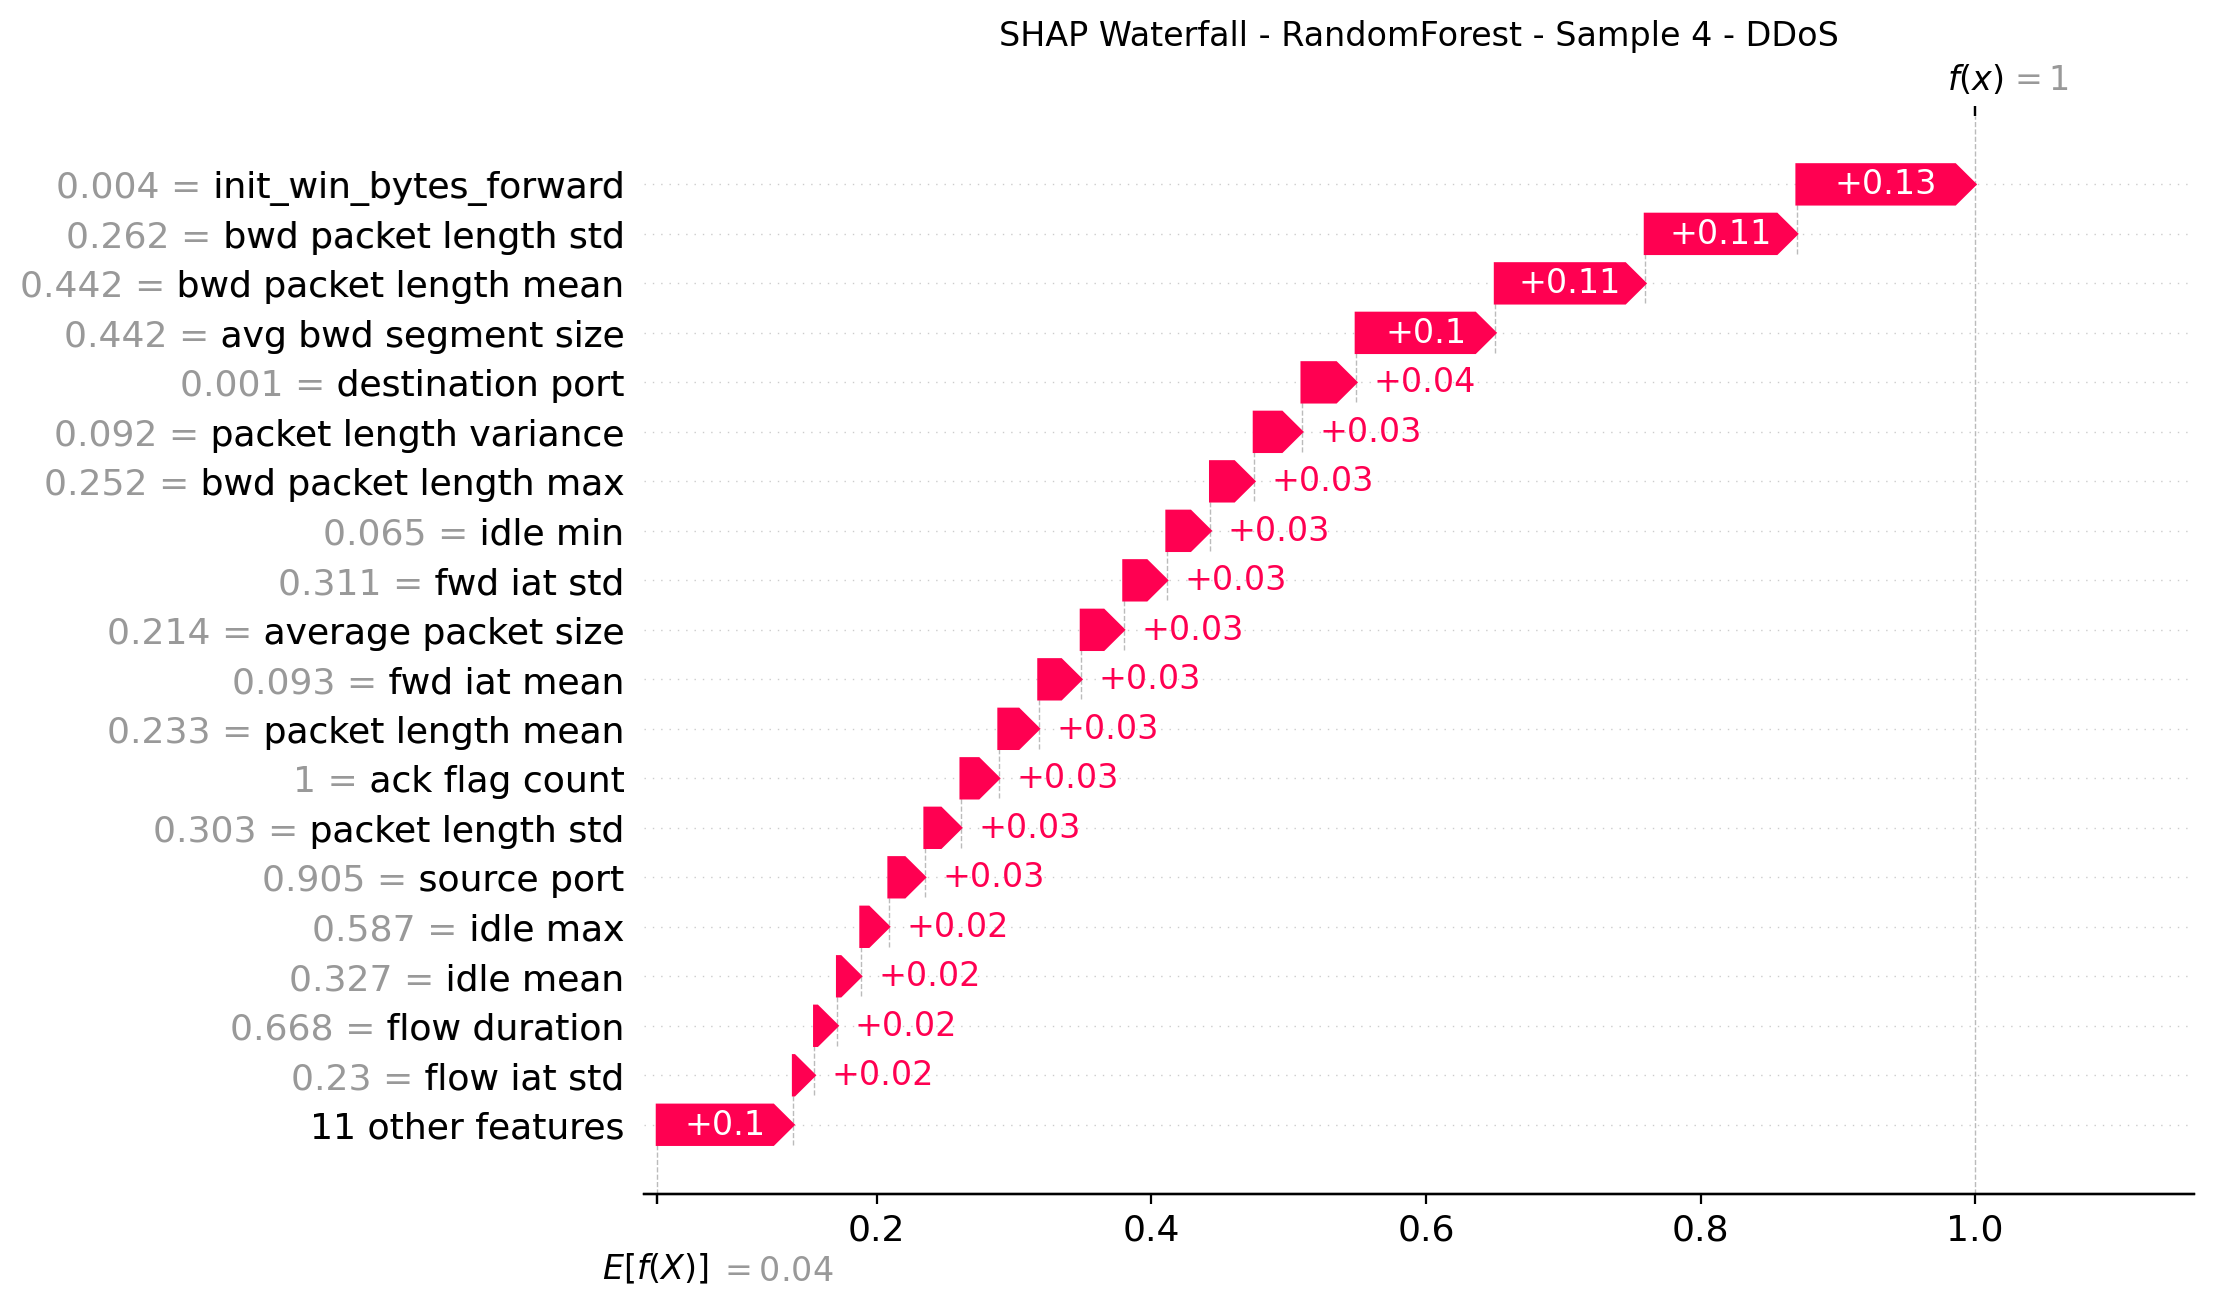 SHAP Waterfall - RandomForest - Sample 4 - DDoS
f(x) = 1
0.004 = init_win_bytes_forward +0.13
0.262 = bwd packet length std +0.11
0.442 = bwd packet length mean +0.11
0.442 = avg bwd segment size +0.1
0.001 = destination port +0.04
0.092 = packet length variance +0.03
0.252 = bwd packet length max +0.03
0.065 = idle min +0.03
0.311 = fwd iat std +0.03
0.214 = average packet size +0.03
0.093 = fwd iat mean +0.03
0.233 = packet length mean +0.03
1 = ack flag count +0.03
0.303 = packet length std +0.03
0.905 = source port +0.03
0.587 = idle max +0.02
0.327 = idle mean +0.02
0.668 = flow duration +0.02
0.23 = flow iat std +0.02
11 other features +0.1
0.2 0.4 0.6 0.8 1.0
E[f(X)] = 0.04